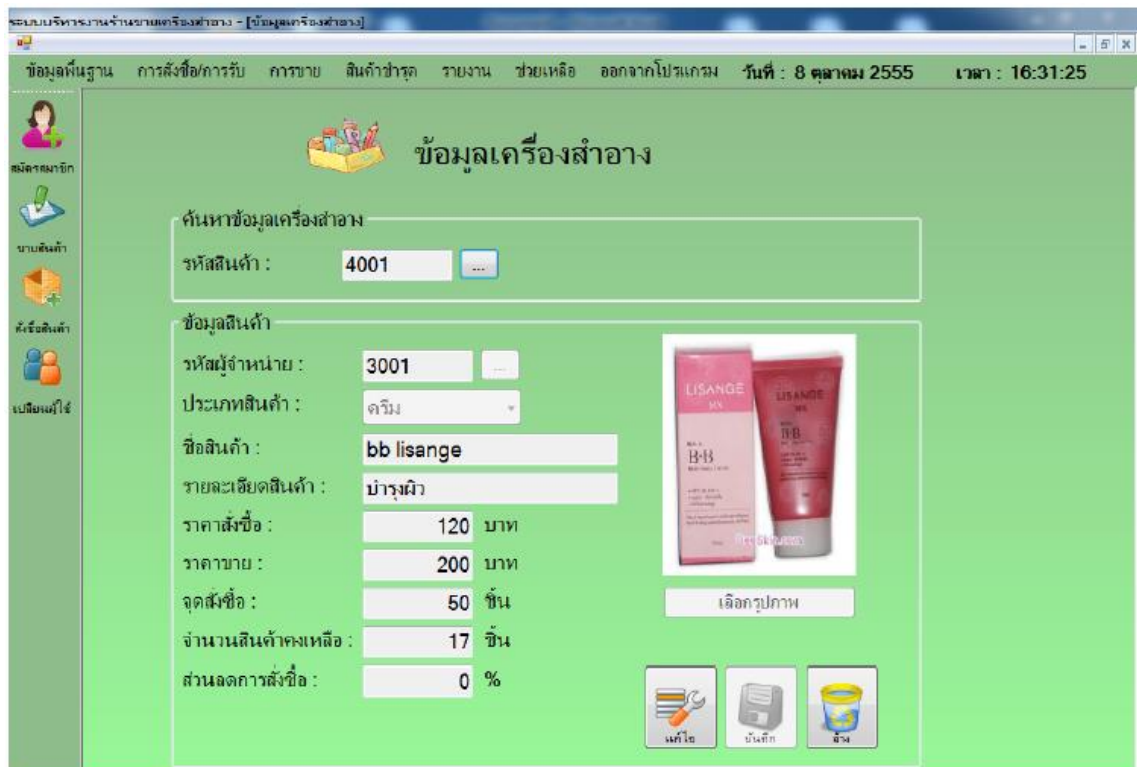 ระบบบริหารงานร้านขายเครื่องสำอาง - [ข้อมูลเครื่องสำอาง]
ข้อมูลพื้นฐาน การสั่งซื้อ/การรับ การขาย สินค้าชำรุด รายงาน ช่วยเหลือ ออกจากโปรแกรม วันที่ : 8 ตุลาคม 2555 เวลา : 16:31:25
สมัครสมาชิก
ขายสินค้า
สั่งซื้อสินค้า
เปลี่ยนผู้ใช้
ข้อมูลเครื่องสำอาง
ค้นหาข้อมูลเครื่องสำอาง
รหัสสินค้า : 4001 ...
ข้อมูลสินค้า
รหัสผู้จำหน่าย : 3001 ...
ประเภทสินค้า : ครีม
ชื่อสินค้า : bb lisange
รายละเอียดสินค้า : บำรุงผิว
ราคาสั่งซื้อ : 120 บาท
ราคาขาย : 200 บาท
จุดสั่งซื้อ : 50 ชิ้น
จำนวนสินค้าคงเหลือ : 17 ชิ้น
ส่วนลดการสั่งซื้อ : 0 %
LISANGE
B·B
LISANGE
B·B
เลือกรูปภาพ
แก้ไข บันทึก ล้าง